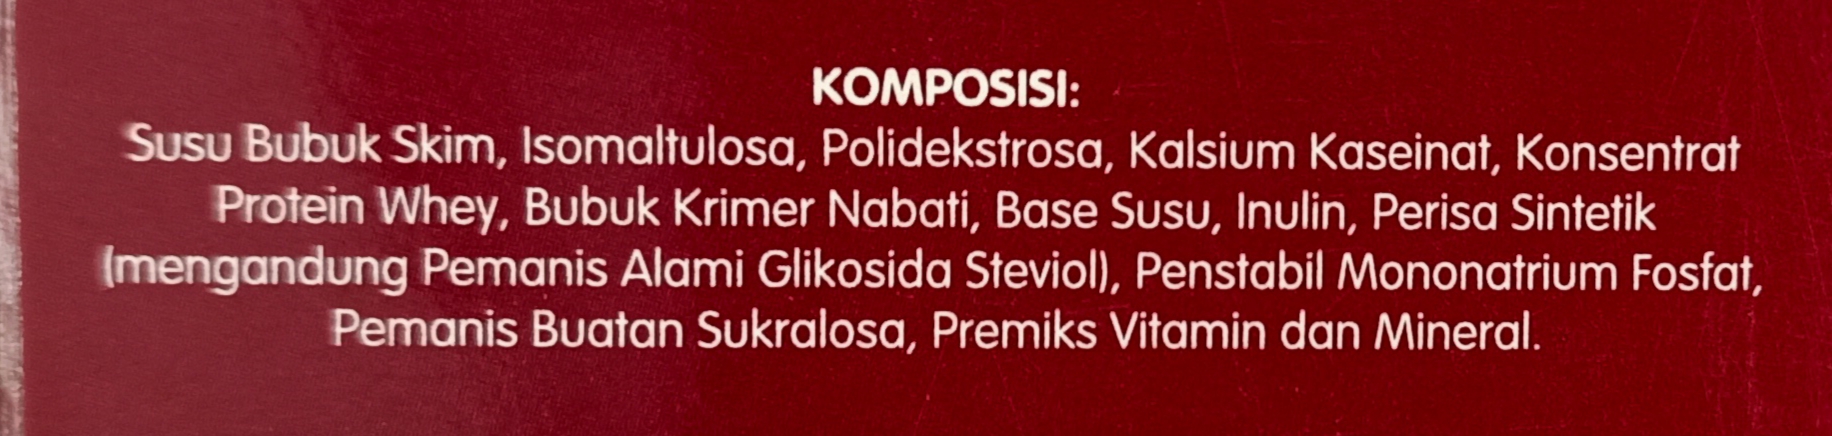 KOMPOSISI:
Susu Bubuk Skim, Isomaltulosa, Polidekstrosa, Kalsium Kaseinat, Konsentrat
Protein Whey, Bubuk Krimer Nabati, Base Susu, Inulin, Perisa Sintetik
(mengandung Pemanis Alami Glikosida Steviol), Penstabil Mononatrium Fosfat,
Pemanis Buatan Sukralosa, Premiks Vitamin dan Mineral.